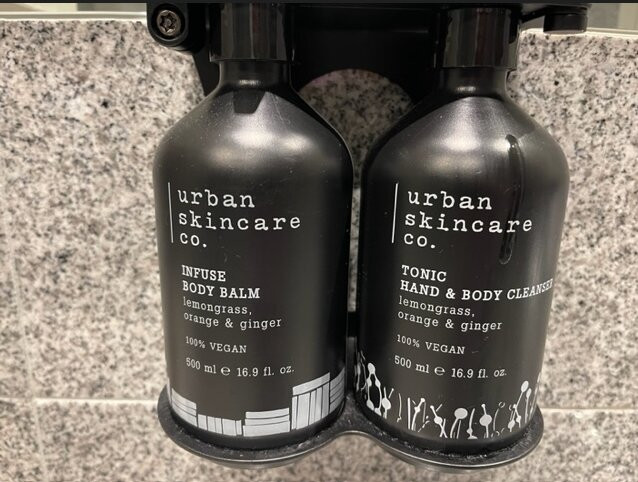 urban
skincare
co.
INFUSE
BODY BALM
lemongrass,
orange & ginger
100% VEGAN
500 ml ℮ 16.9 fl. oz.
urban
skincare
co.
TONIC
HAND & BODY CLEANSER
lemongrass,
orange & ginger
100% VEGAN
500 ml ℮ 16.9 fl. oz.